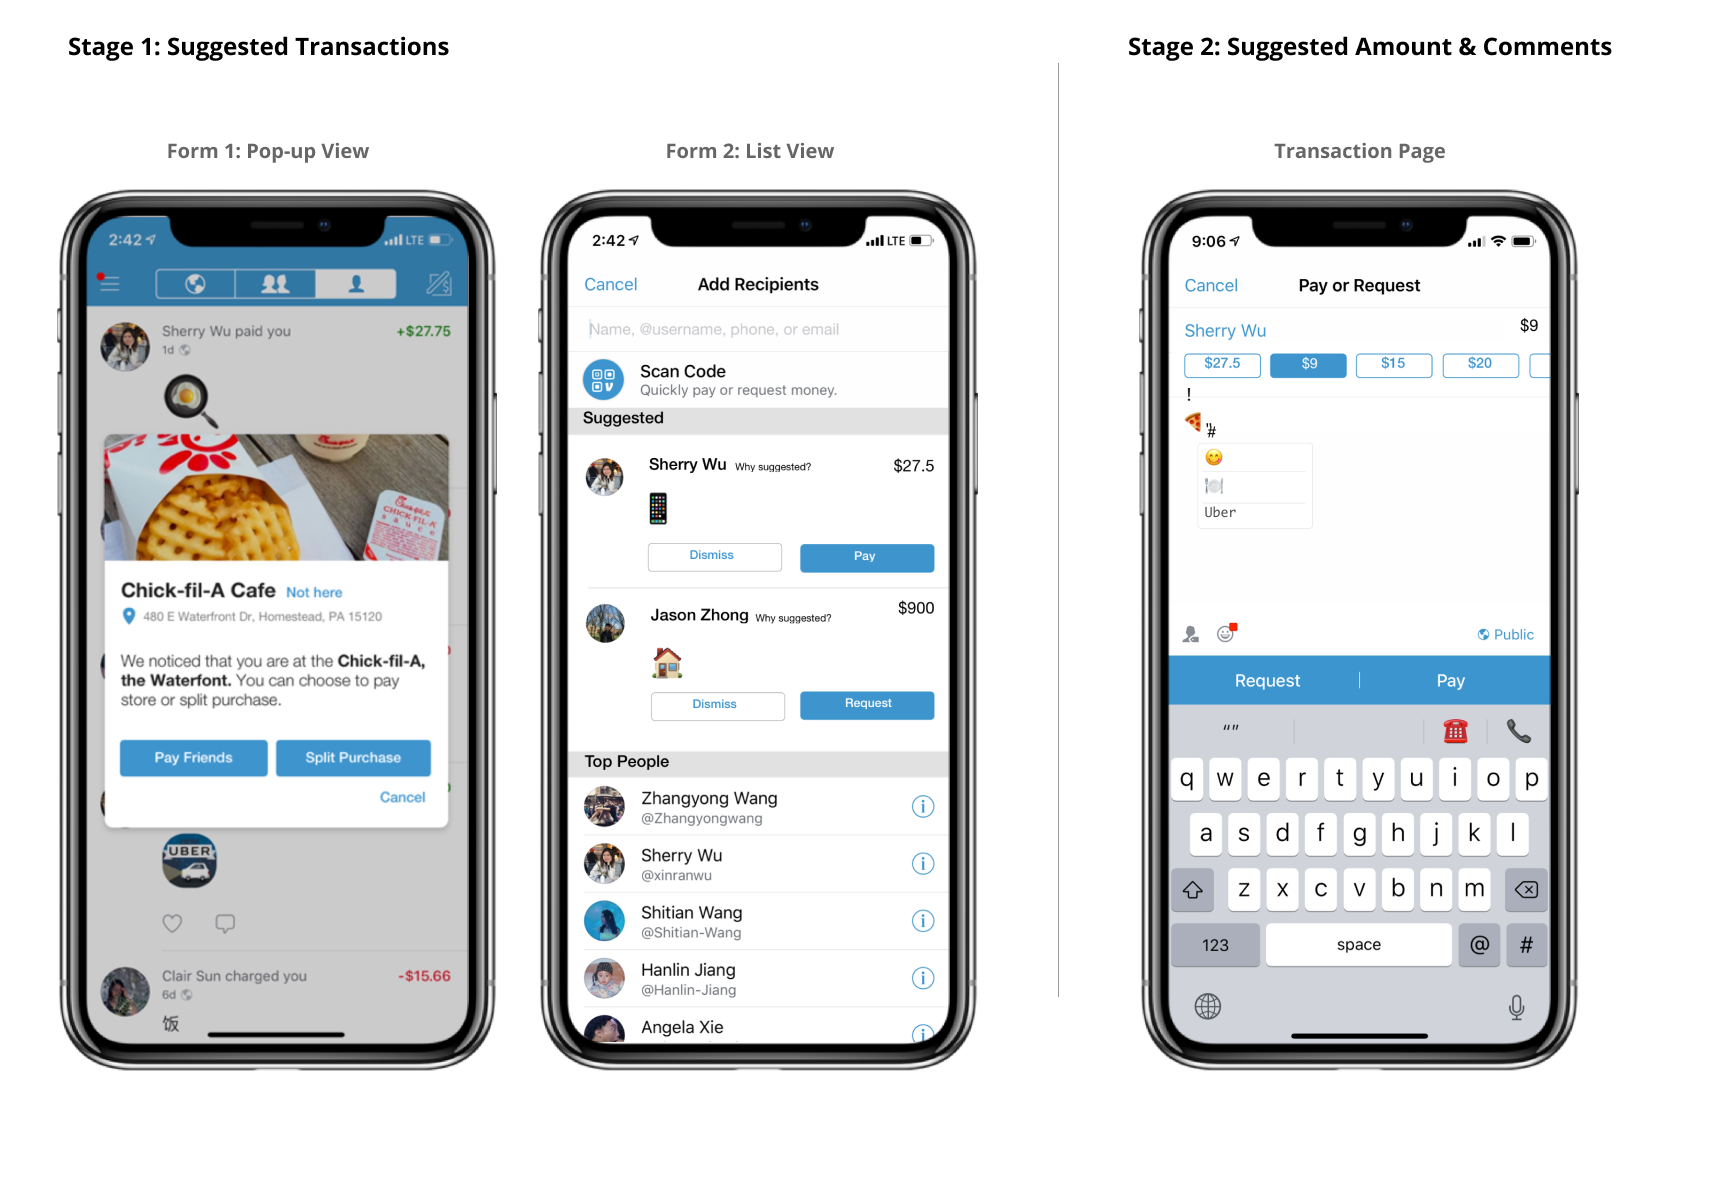 Stage 1: Suggested Transactions
Stage 2: Suggested Amount & Comments
Form 1: Pop-up View
Form 2: List View
Transaction Page
2:42
LTE
Sherry Wu paid you
+$27.75
1d
CHICK-FIL-A
sauce
Chick-fil-A Cafe Not here
480 E Waterfront Dr, Homestead, PA 15120
We noticed that you are at the Chick-fil-A,
the Waterfont. You can choose to pay
store or split purchase.
Pay Friends
Split Purchase
Cancel
UBER
Clair Sun charged you
-$15.66
6d
饭
2:42
LTE
Cancel
Add Recipients
Name, @username, phone, or email
Scan Code
Quickly pay or request money.
Suggested
Sherry Wu Why suggested?
$27.5
Dismiss
Pay
Jason Zhong Why suggested?
$900
Dismiss
Request
Top People
Zhangyong Wang
@Zhangyongwang
Sherry Wu
@xinranwu
Shitian Wang
@Shitian-Wang
Hanlin Jiang
@Hanlin-Jiang
Angela Xie
9:06
Cancel
Pay or Request
Sherry Wu
$9
$27.5
$9
$15
$20
!
"#
Uber
Public
Request
Pay
“”
q w e r t y u i o p
a s d f g h j k l
z x c v b n m
123
space
@
#